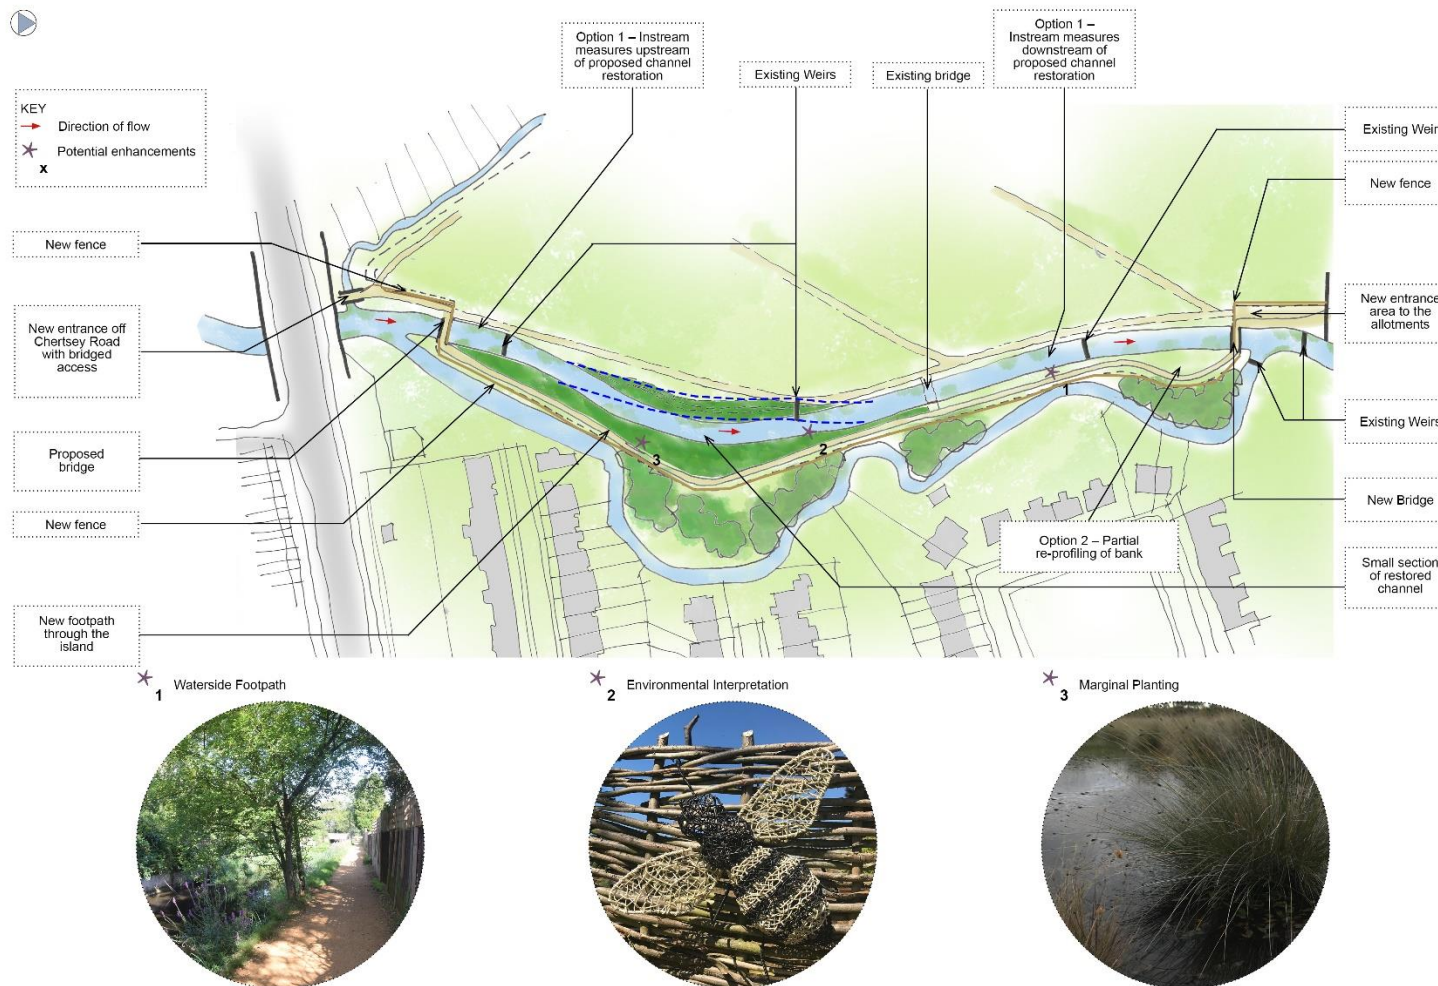 Option 1 – Instream
measures upstream
of proposed channel
restoration
Existing Weirs
Existing bridge
Option 1 –
Instream measures
downstream of
proposed channel
restoration
KEY
Direction of flow
Potential enhancements
x
Existing Weir
New fence
New fence
New entrance off
Chertsey Road
with bridged
access
New entrance
area to the
allotments
Proposed
bridge
Existing Weirs
New fence
New Bridge
Option 2 – Partial
re-profiling of bank
Small section
of restored
channel
New footpath
through the
island
1
2
3
1 Waterside Footpath
2 Environmental Interpretation
3 Marginal Planting